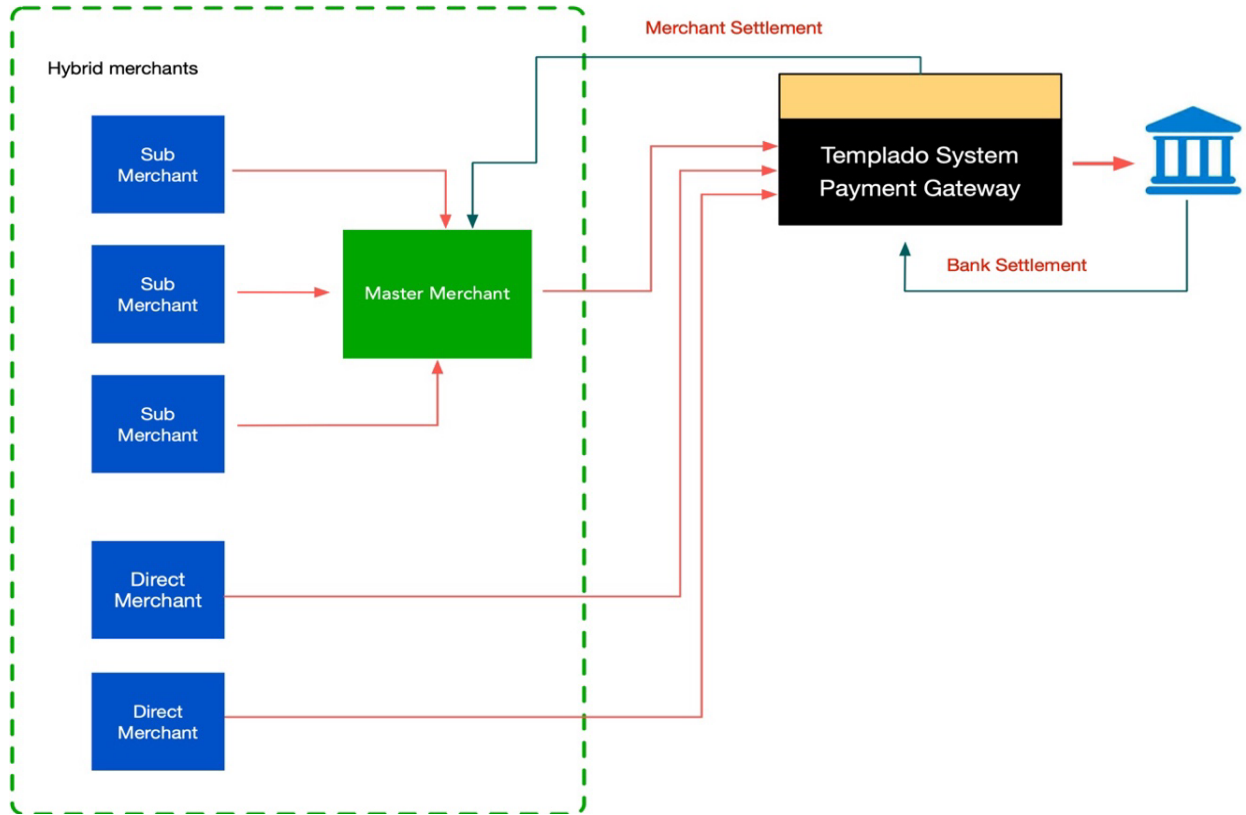 Merchant Settlement
Hybrid merchants
Sub
Merchant
Templado System
Payment Gateway
Sub
Merchant
Master Merchant
Bank Settlement
Sub
Merchant
Direct
Merchant
Direct
Merchant